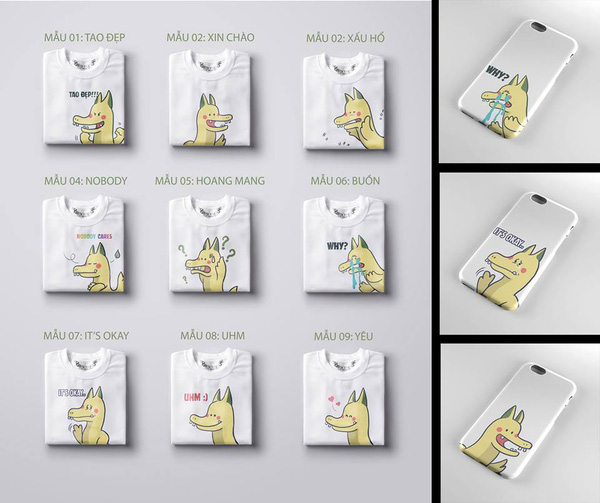 MẪU 01: TAO ĐẸP
MẪU 02: XIN CHÀO
MẪU 02: XẤU HỔ
TAO ĐẸP!!!
MẪU 04: NOBODY
MẪU 05: HOANG MANG
MẪU 06: BUỒN
NOBODY CARES
? ? ? ?
WHY?
MẪU 07: IT'S OKAY
MẪU 08: UHM
MẪU 09: YÊU
IT'S OKAY..
UHM :)
WHY?
IT'S OKAY..